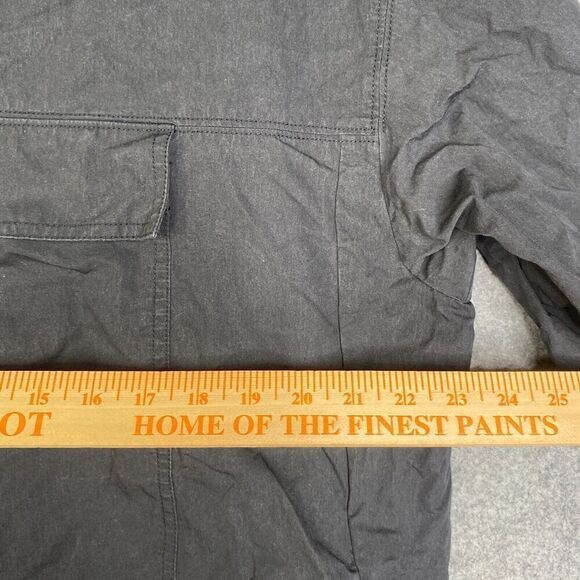 15 16 17 18 19 20 21 22 23 24 25
OT HOME OF THE FINEST PAINTS